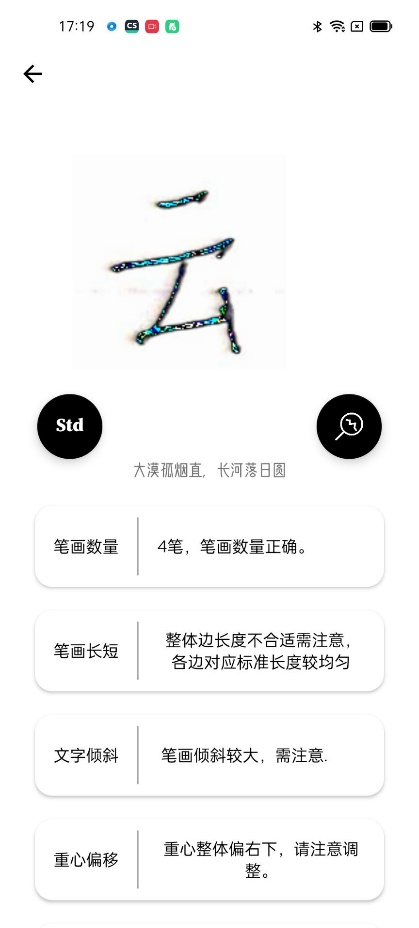 17:19
CS
云
Std
大漠孤烟直，长河落日圆
笔画数量 4笔，笔画数量正确。
笔画长短 整体边长度不合适需注意，
各边对应标准长度较均匀
文字倾斜 笔画倾斜较大，需注意.
重心偏移 重心整体偏右下，请注意调
整。